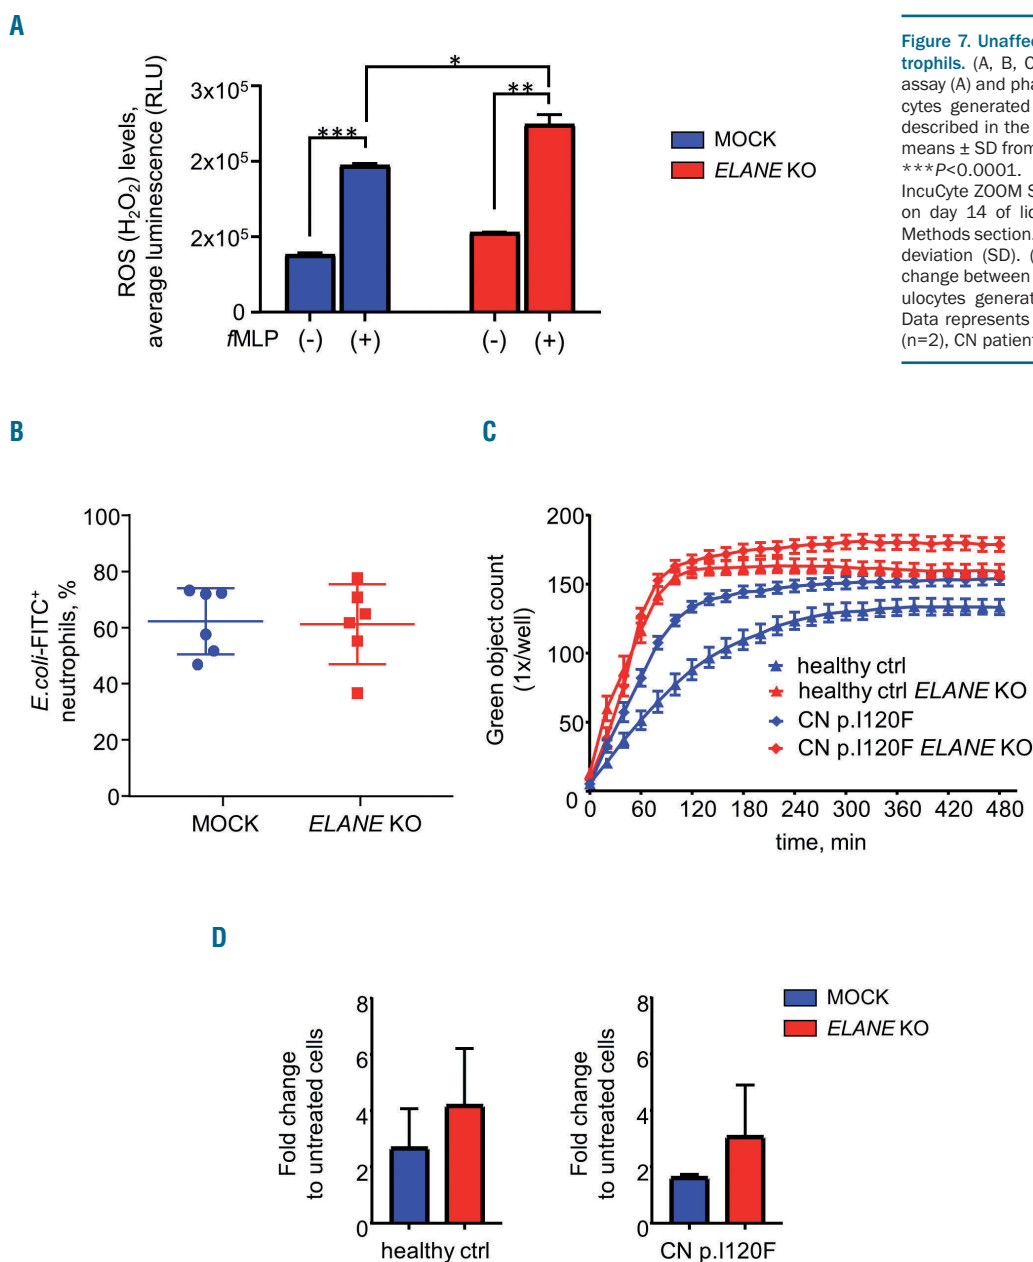 A
ROS (H₂O₂) levels,
average luminescence (RLU)
3x10⁵
2x10⁵
2x10⁵
0
***
*
**
fMLP (-) (+) (-) (+)
MOCK
ELANE KO
Figure 7. Unaffec
trophils. (A, B, C
assay (A) and pha
cytes generated
described in the
means ± SD from
***P<0.0001.
IncuCyte ZOOM S
on day 14 of lic
Methods section.
deviation (SD). (
change between
ulocytes generat
Data represents
(n=2), CN patient
B
E.coli-FITC⁺
neutrophils, %
100
80
60
40
20
0
MOCK ELANE KO
C
Green object count
(1x/well)
200
150
100
50
0
0 60 120 180 240 300 360 420 480
time, min
healthy ctrl
healthy ctrl ELANE KO
CN p.I120F
CN p.I120F ELANE KO
D
Fold change
to untreated cells
8
6
4
2
0
healthy ctrl
Fold change
to untreated cells
8
6
4
2
0
CN p.I120F
MOCK
ELANE KO